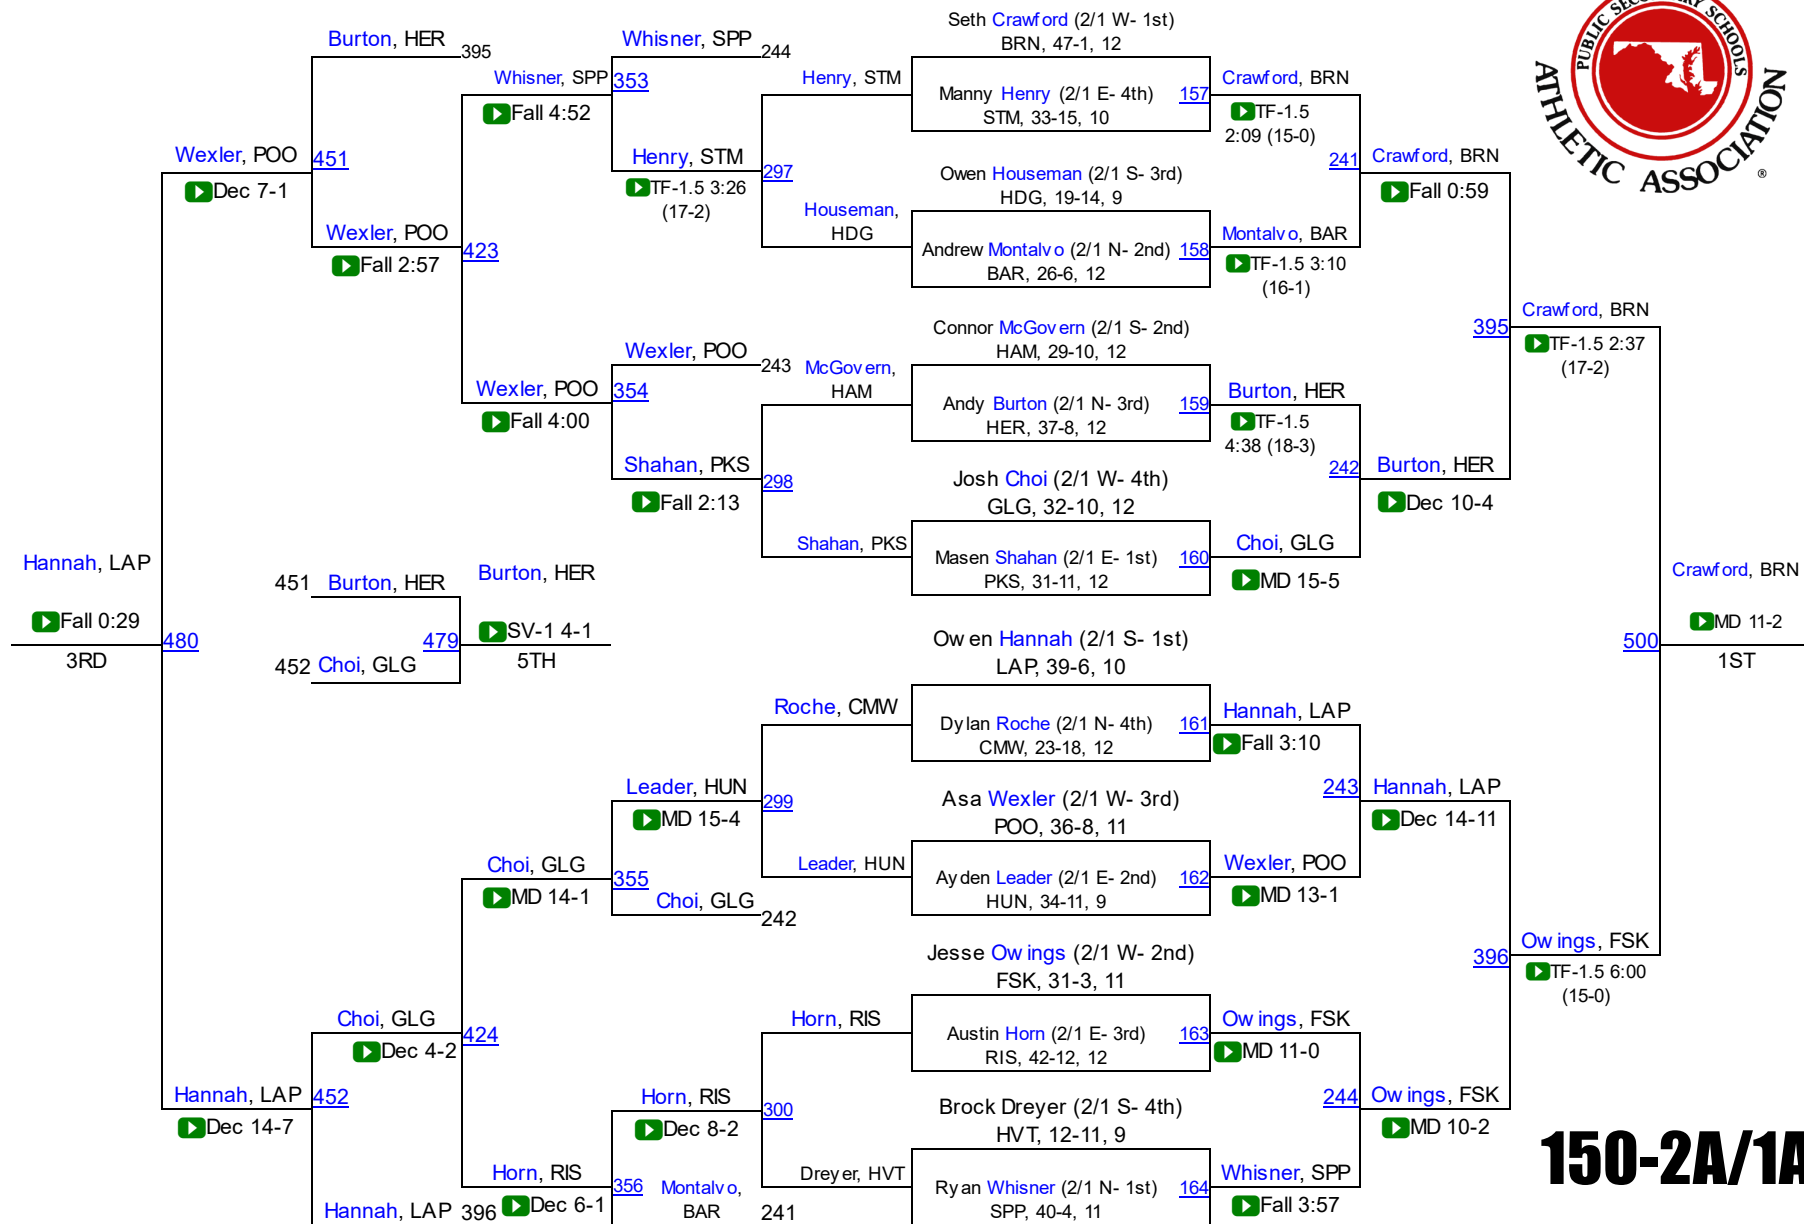 Burton, HER
395
Wexler, POO
451
Dec 7-1
Wexler, POO
Fall 2:57
Whisner, SPP
353
Fall 4:52
423
Whisner, SPP
244
Henry, STM
TF-1.5 3:26
(17-2)
297
Henry, STM
Houseman,
HDG
Wexler, POO
354
Fall 4:00
Wexler, POO
243
Shahan, PKS
Fall 2:13
298
McGovern,
HAM
Shahan, PKS
Seth Crawford (2/1 W- 1st)
BRN, 47-1, 12
Manny Henry (2/1 E- 4th)
STM, 33-15, 10
157
Owen Houseman (2/1 S- 3rd)
HDG, 19-14, 9
Andrew Montalvo (2/1 N- 2nd)
BAR, 26-6, 12
158
Connor McGovern (2/1 S- 2nd)
HAM, 29-10, 12
Andy Burton (2/1 N- 3rd)
HER, 37-8, 12
159
Josh Choi (2/1 W- 4th)
GLG, 32-10, 12
Masen Shahan (2/1 E- 1st)
PKS, 31-11, 12
160
Crawford, BRN
TF-1.5
2:09 (15-0)
Montalvo, BAR
TF-1.5 3:10
(16-1)
241
Crawford, BRN
Fall 0:59
Burton, HER
TF-1.5
4:38 (18-3)
Choi, GLG
MD 15-5
242
Burton, HER
Dec 10-4
395
Crawford, BRN
TF-1.5 2:37
(17-2)
PUBLIC SECONDARY SCHOOLS
ATHLETIC ASSOCIATION
®
Hannah, LAP
Fall 0:29
3RD
480
451
Burton, HER
452
Choi, GLG
479
Burton, HER
SV-1 4-1
5TH
Crawford, BRN
500
MD 11-2
1ST
Owen Hannah (2/1 S- 1st)
LAP, 39-6, 10
Dylan Roche (2/1 N- 4th)
CMW, 23-18, 12
161
Asa Wexler (2/1 W- 3rd)
POO, 36-8, 11
Ayden Leader (2/1 E- 2nd)
HUN, 34-11, 9
162
Jesse Owings (2/1 W- 2nd)
FSK, 31-3, 11
Austin Horn (2/1 E- 3rd)
RIS, 42-12, 12
163
Brock Dreyer (2/1 S- 4th)
HVT, 12-11, 9
Ryan Whisner (2/1 N- 1st)
SPP, 40-4, 11
164
Roche, CMW
Leader, HUN
299
Leader, HUN
MD 15-4
Choi, GLG
242
355
Choi, GLG
MD 14-1
Horn, RIS
Dreyer, HVT
300
Horn, RIS
Dec 8-2
Montalvo,
BAR
241
356
Horn, RIS
Dec 6-1
424
Choi, GLG
Dec 4-2
452
Hannah, LAP
396
Hannah, LAP
Dec 14-7
Hannah, LAP
Fall 3:10
Wexler, POO
MD 13-1
243
Hannah, LAP
Dec 14-11
Owings, FSK
MD 11-0
Whisner, SPP
Fall 3:57
244
Owings, FSK
MD 10-2
396
Owings, FSK
TF-1.5 6:00
(15-0)
150-2A/1A